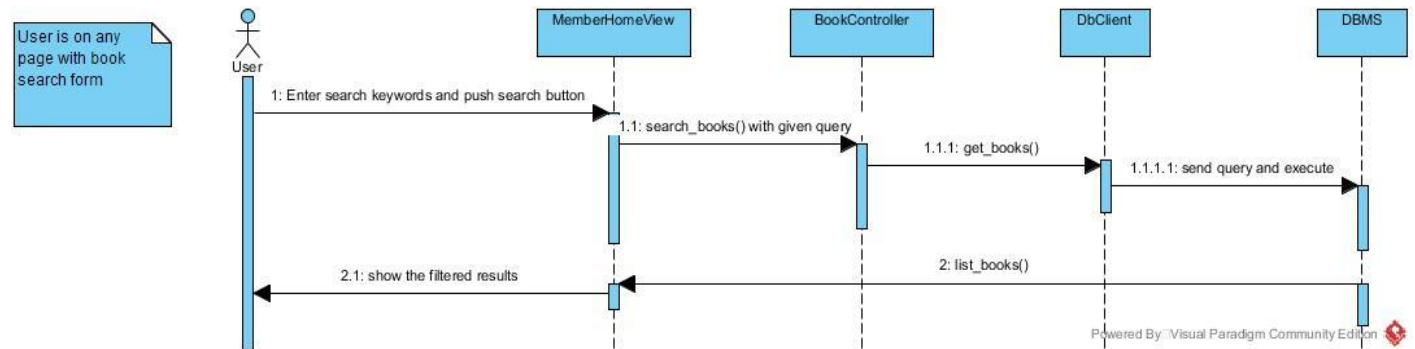 User is on any
page with book
search form
User
MemberHomeView
BookController
DbClient
DBMS
1: Enter search keywords and push search button
1.1: search_books() with given query
1.1.1: get_books()
1.1.1.1: send query and execute
2: list_books()
2.1: show the filtered results
Powered By Visual Paradigm Community Edition